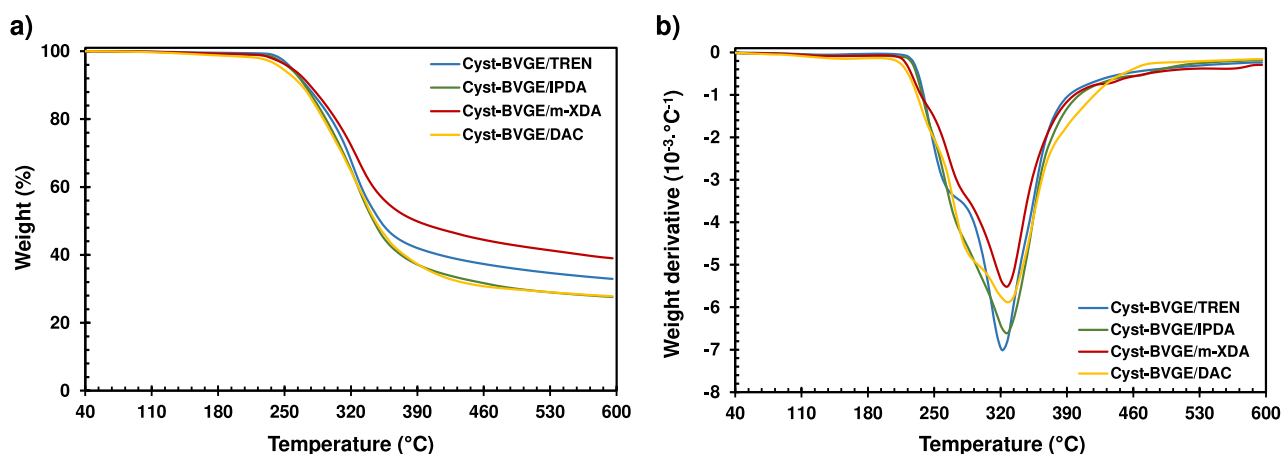 a)
Weight (%)
100
80
60
40
20
0
Cyst-BVGE/TREN
Cyst-BVGE/IPDA
Cyst-BVGE/m-XDA
Cyst-BVGE/DAC
40 110 180 250 320 390 460 530 600
Temperature (°C)
b)
Weight derivative (10⁻³·°C⁻¹)
0
-1
-2
-3
-4
-5
-6
-7
-8
Cyst-BVGE/TREN
Cyst-BVGE/IPDA
Cyst-BVGE/m-XDA
Cyst-BVGE/DAC
40 110 180 250 320 390 460 530 600
Temperature (°C)